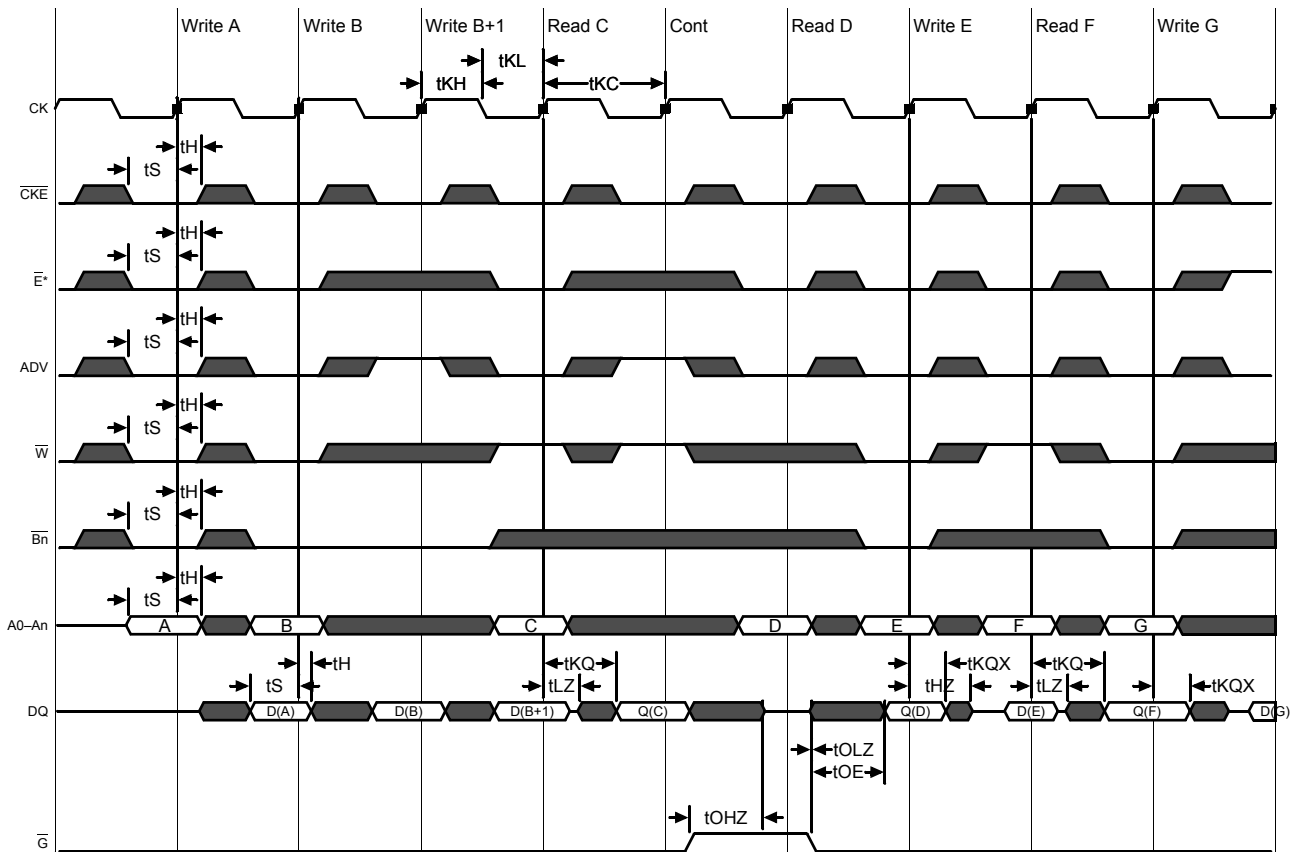 Write A Write B Write B+1 Read C Cont Read D Write E Read F Write G
tKL
tKH tKC
CK
tH
tS
CKE
tH
tS
E*
tH
tS
ADV
tH
tS
W
tH
tS
Bn
tH
tS
A0–An A B C D E F G
tH tKQ tKQX tKQ
tS tLZ tHZ tLZ tKQX
DQ D(A) D(B) D(B+1) Q(C) Q(D) D(E) Q(F) D(G)
tOLZ
tOE
tOHZ
G